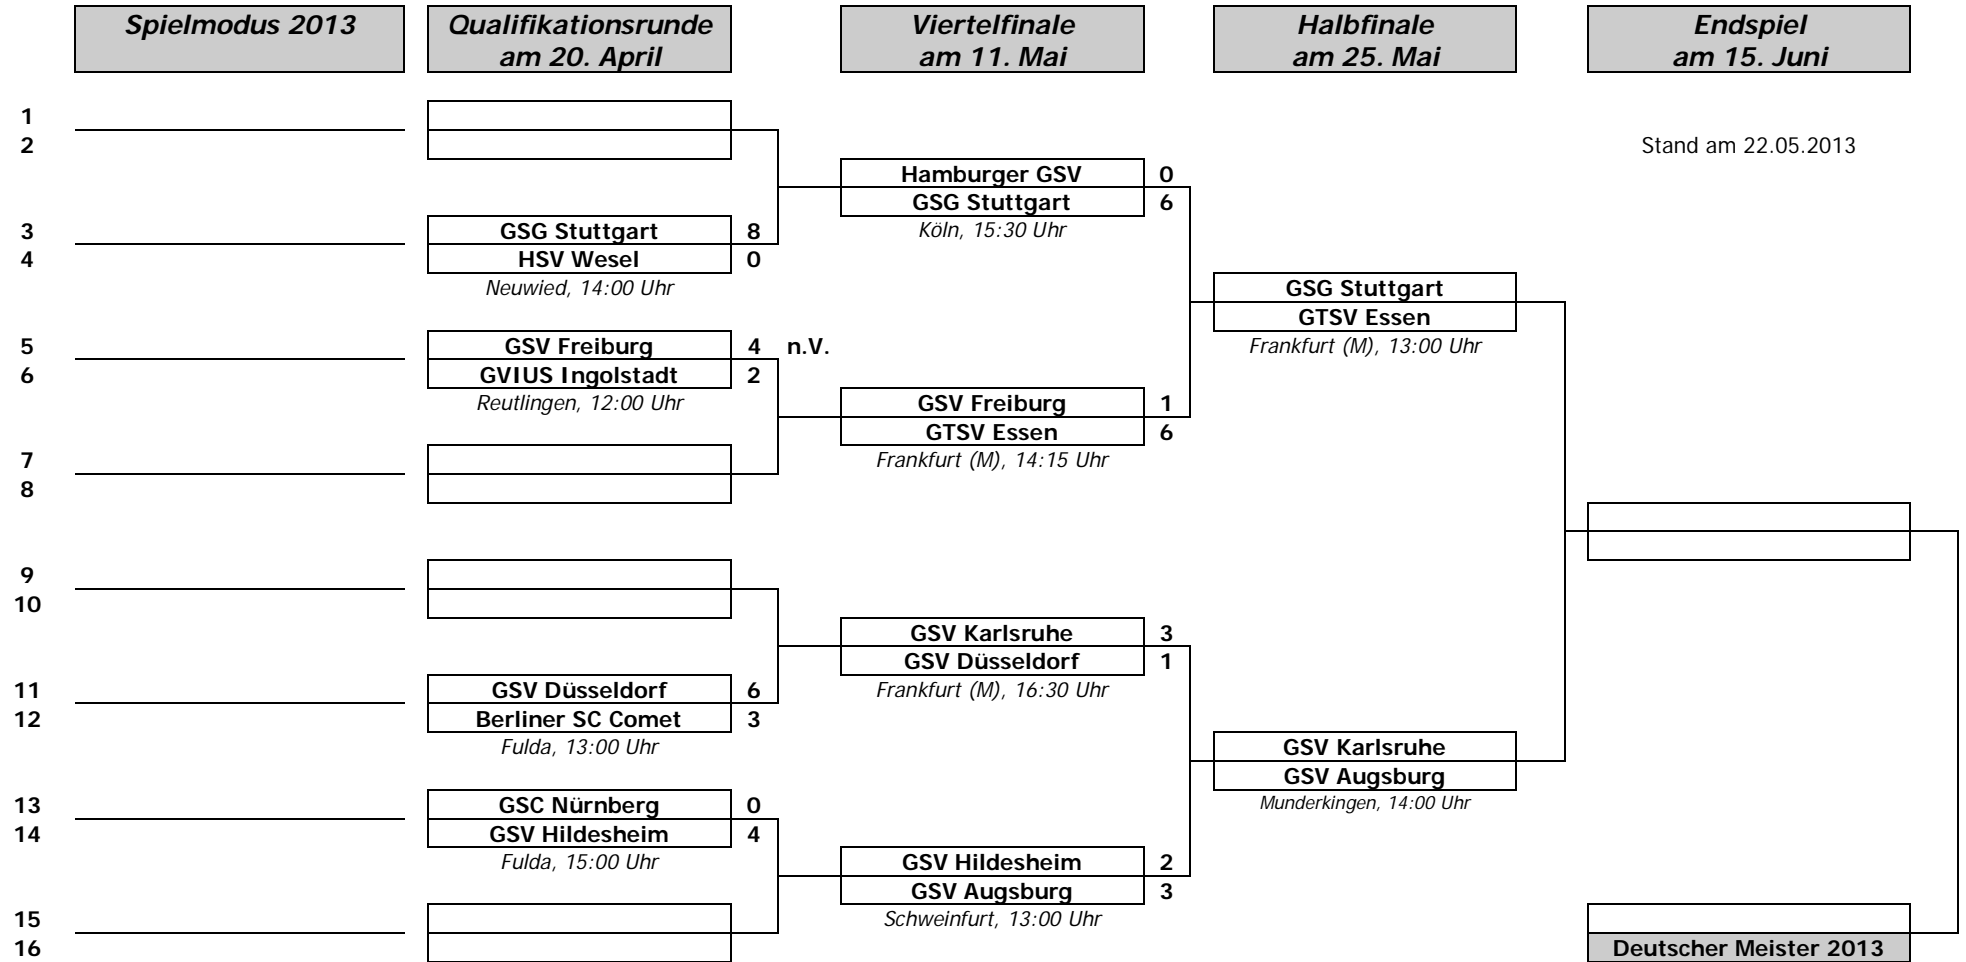 Spielmodus 2013
Qualifikationsrunde
am 20. April
Viertelfinale
am 11. Mai
Halbfinale
am 25. Mai
Endspiel
am 15. Juni
Stand am 22.05.2013
1
2
3
4
5
6
7
8
9
10
11
12
13
14
15
16
GSG Stuttgart 8
HSV Wesel 0
Neuwied, 14:00 Uhr
GSV Freiburg 4 n.V.
GVIUS Ingolstadt 2
Reutlingen, 12:00 Uhr
GSV Düsseldorf 6
Berliner SC Comet 3
Fulda, 13:00 Uhr
GSC Nürnberg 0
GSV Hildesheim 4
Fulda, 15:00 Uhr
Hamburger GSV 0
GSG Stuttgart 6
Köln, 15:30 Uhr
GSV Freiburg 1
GTSV Essen 6
Frankfurt (M), 14:15 Uhr
GSV Karlsruhe 3
GSV Düsseldorf 1
Frankfurt (M), 16:30 Uhr
GSV Hildesheim 2
GSV Augsburg 3
Schweinfurt, 13:00 Uhr
GSG Stuttgart
GTSV Essen
Frankfurt (M), 13:00 Uhr
GSV Karlsruhe
GSV Augsburg
Munderkingen, 14:00 Uhr
Deutscher Meister 2013